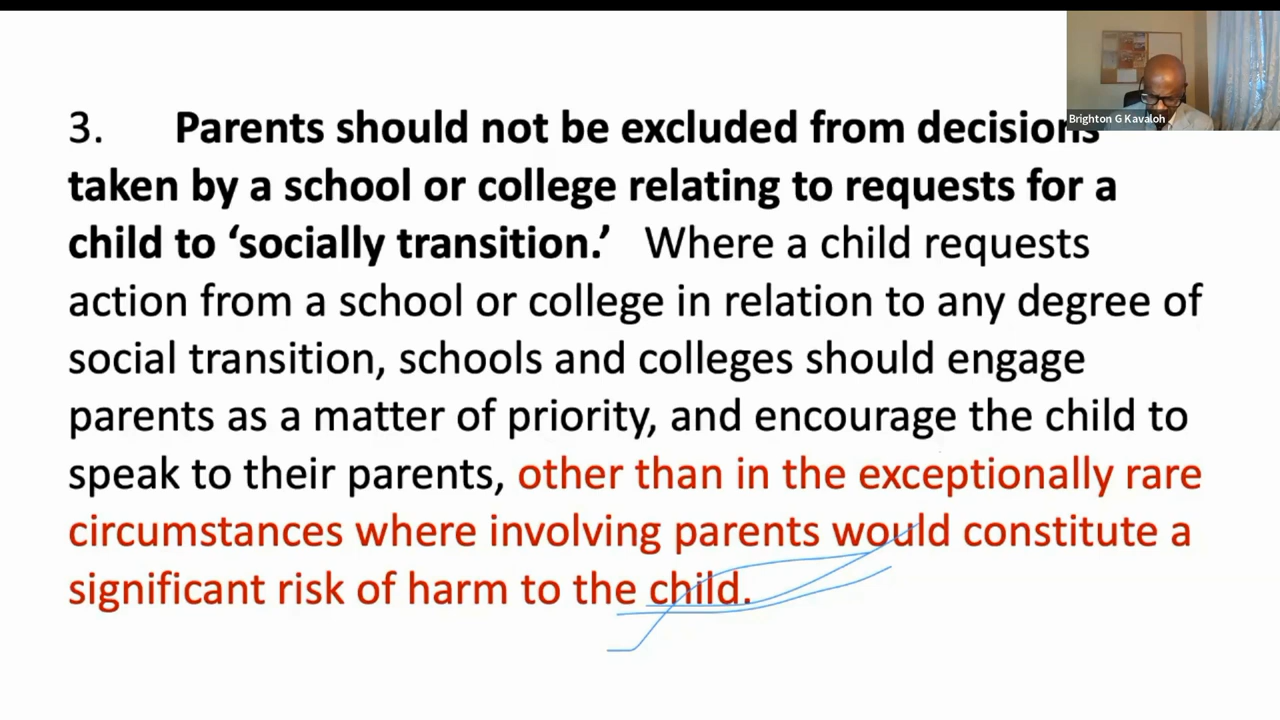 3. Parents should not be excluded from decisions
taken by a school or college relating to requests for a
child to ‘socially transition.’ Where a child requests
action from a school or college in relation to any degree of
social transition, schools and colleges should engage
parents as a matter of priority, and encourage the child to
speak to their parents, other than in the exceptionally rare
circumstances where involving parents would constitute a
significant risk of harm to the child.
Brighton G Kavaloh